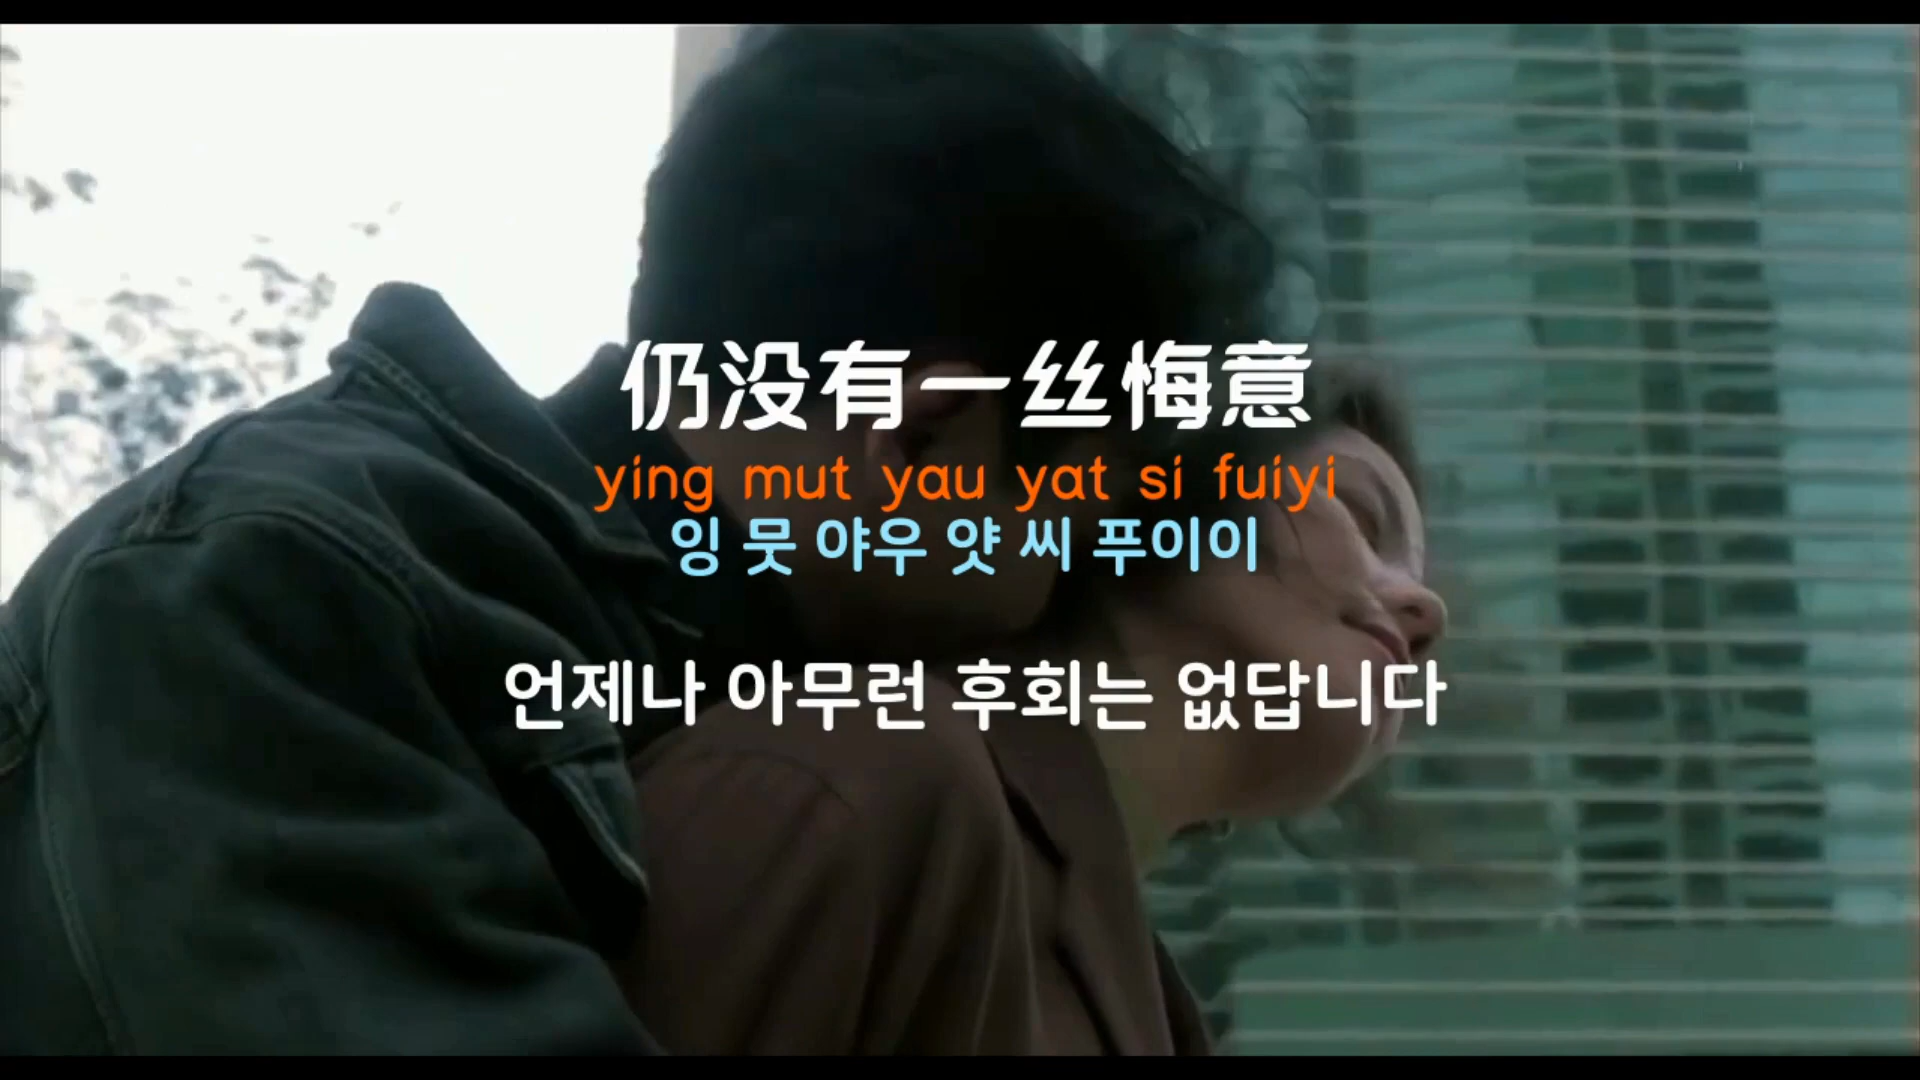 仍没有一丝悔意
ying mut yau yat si fuiyi
잉 뭇 야우 얏 씨 푸이이
언제나 아무런 후회는 없답니다